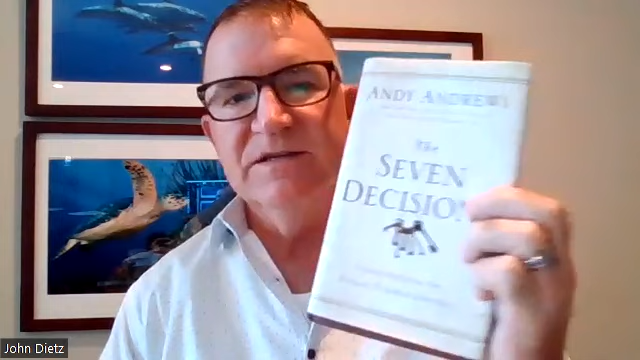 ANDY ANDREWS
The
SEVEN
DECISION
John Dietz